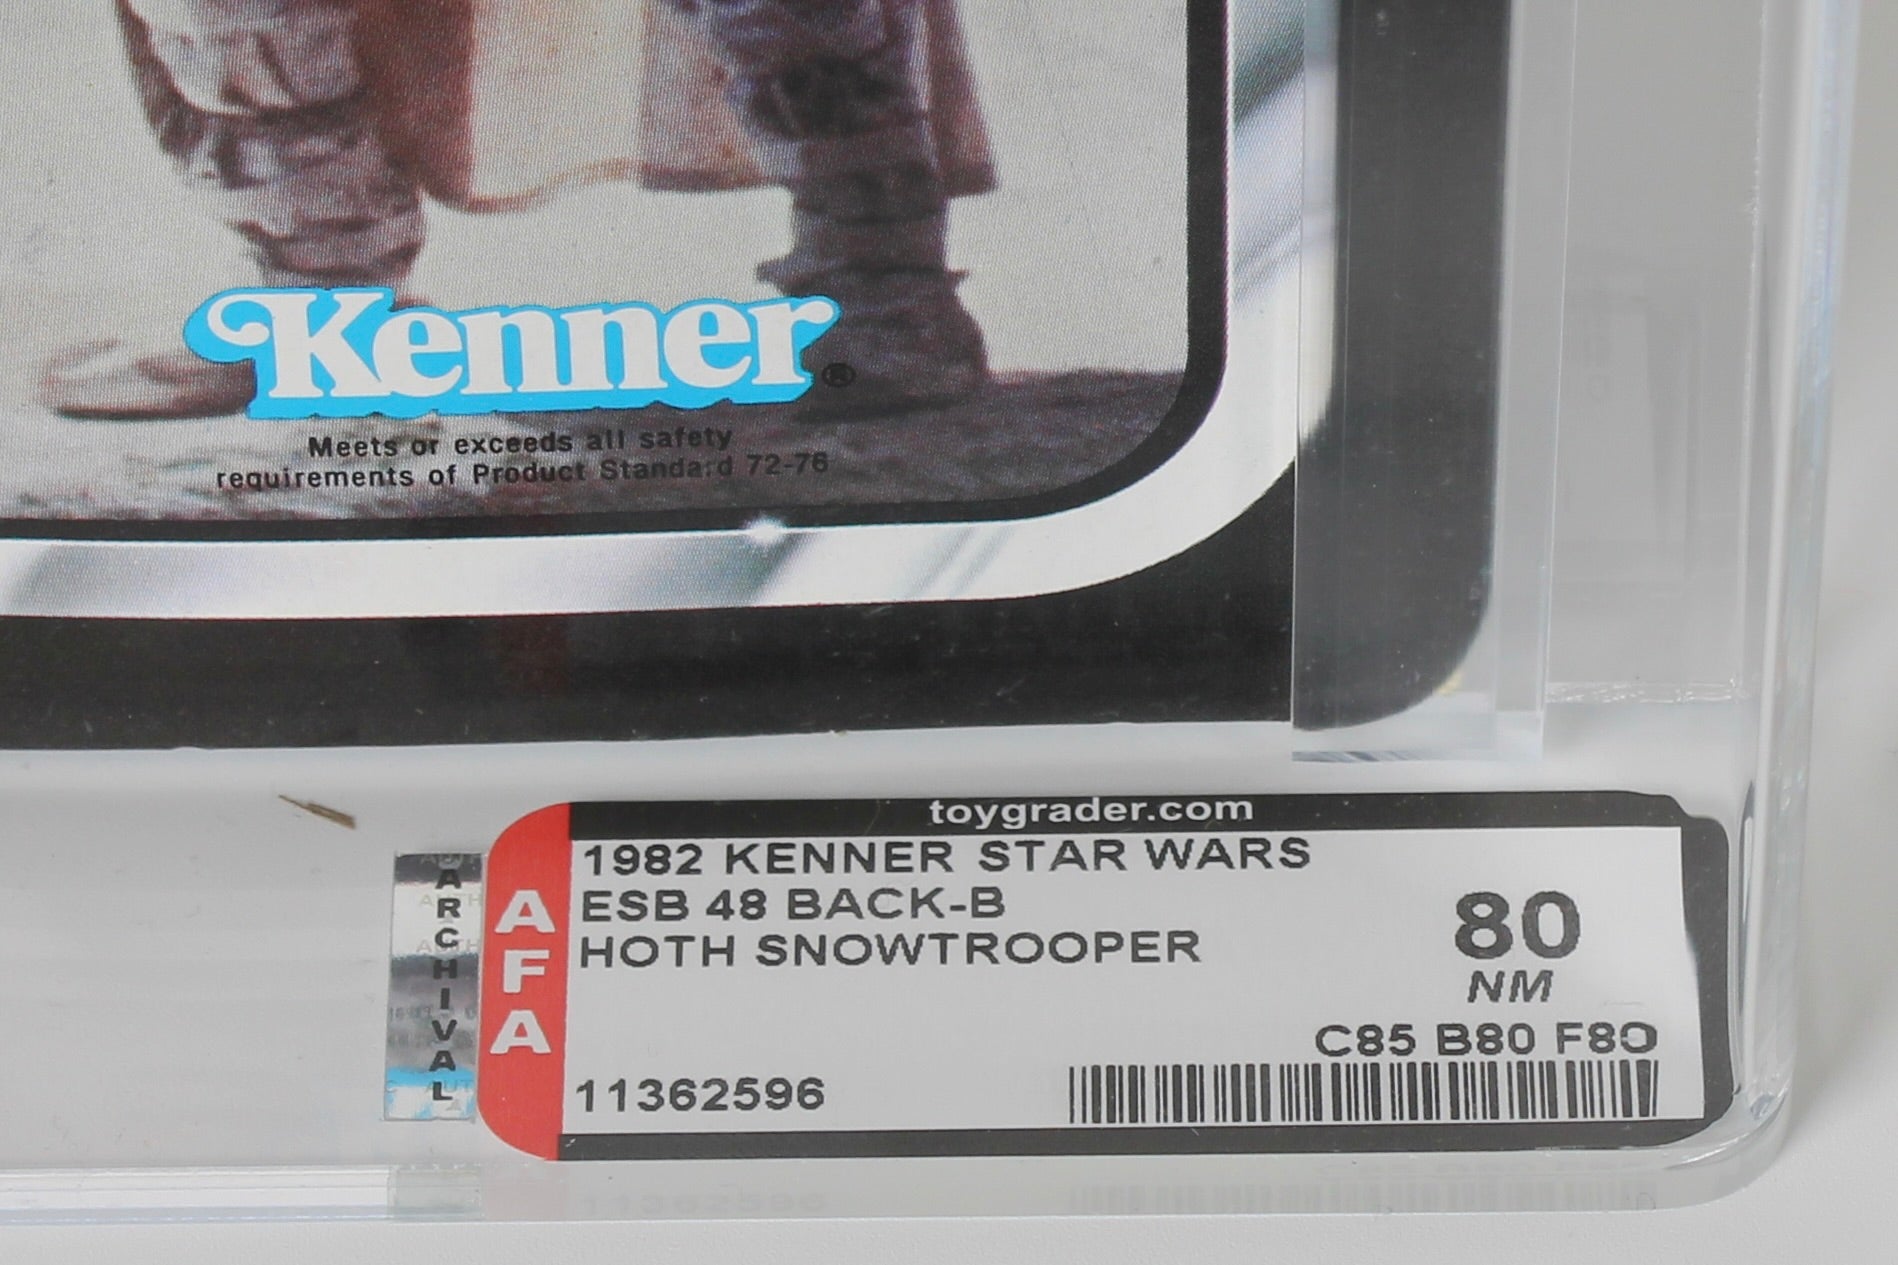 Kenner®
Meets or exceeds all safety
requirements of Product Standard 72-76
toygrader.com
ARCHIVAL
AFA
1982 KENNER STAR WARS
ESB 48 BACK-B
HOTH SNOWTROOPER
80
NM
C85 B80 F80
11362596